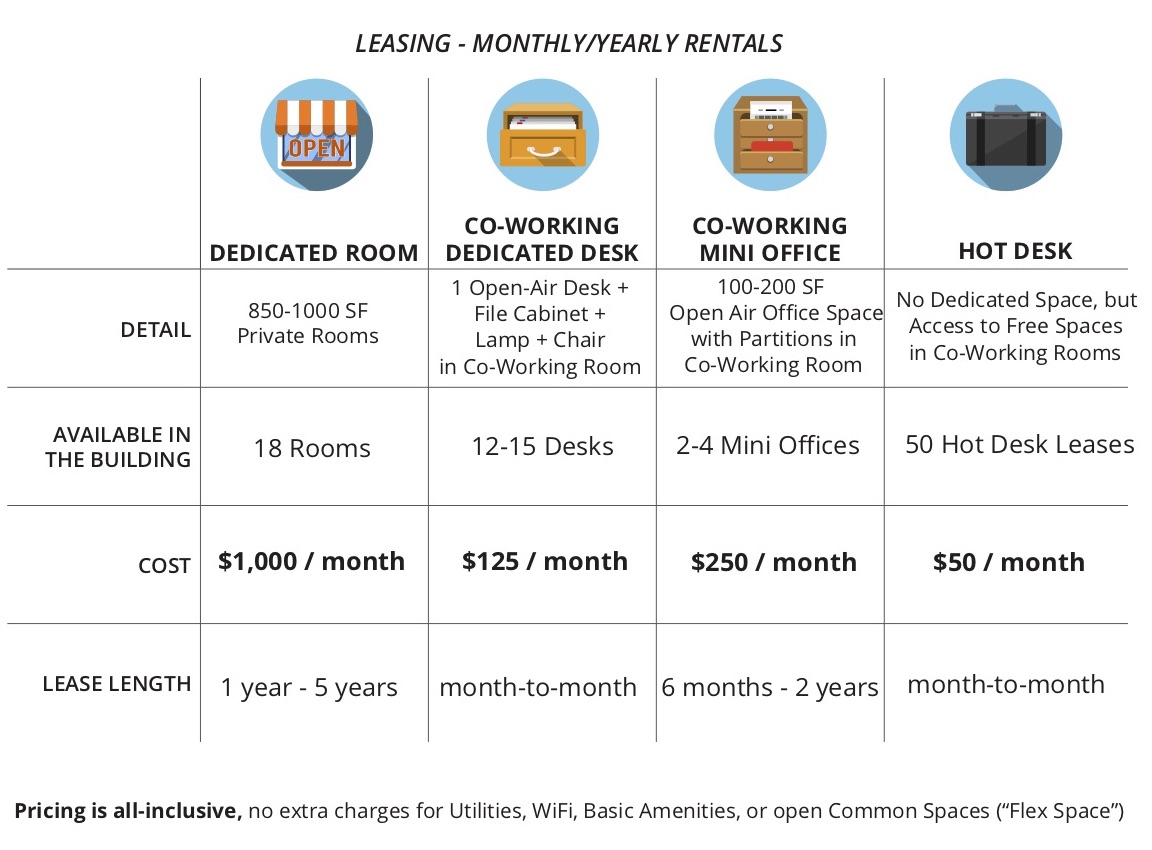 LEASING - MONTHLY/YEARLY RENTALS
OPEN
DEDICATED ROOM
CO-WORKING
DEDICATED DESK
CO-WORKING
MINI OFFICE
HOT DESK
DETAIL
850-1000 SF
Private Rooms
1 Open-Air Desk +
File Cabinet +
Lamp + Chair
in Co-Working Room
100-200 SF
Open Air Office Space
with Partitions in
Co-Working Room
No Dedicated Space, but
Access to Free Spaces
in Co-Working Rooms
AVAILABLE IN
THE BUILDING
18 Rooms
12-15 Desks
2-4 Mini Offices
50 Hot Desk Leases
COST
$1,000 / month
$125 / month
$250 / month
$50 / month
LEASE LENGTH
1 year - 5 years
month-to-month
6 months - 2 years
month-to-month
Pricing is all-inclusive, no extra charges for Utilities, WiFi, Basic Amenities, or open Common Spaces (“Flex Space”)